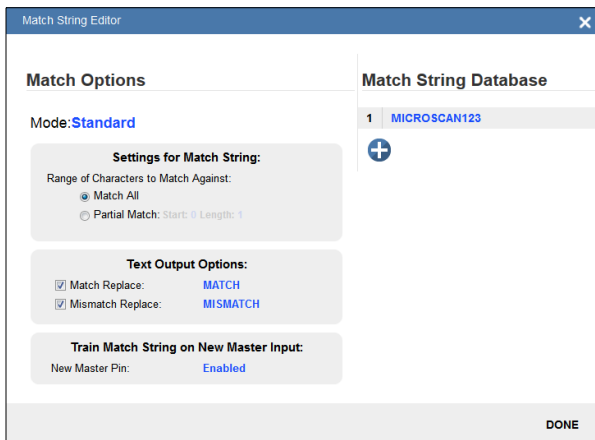 Match String Editor
Match Options
Mode:Standard
Settings for Match String:
Range of Characters to Match Against:
Match All
Partial Match: Start: 0 Length: 1
Text Output Options:
Match Replace: MATCH
Mismatch Replace: MISMATCH
Train Match String on New Master Input:
New Master Pin: Enabled
Match String Database
1 MICROSCAN123
DONE